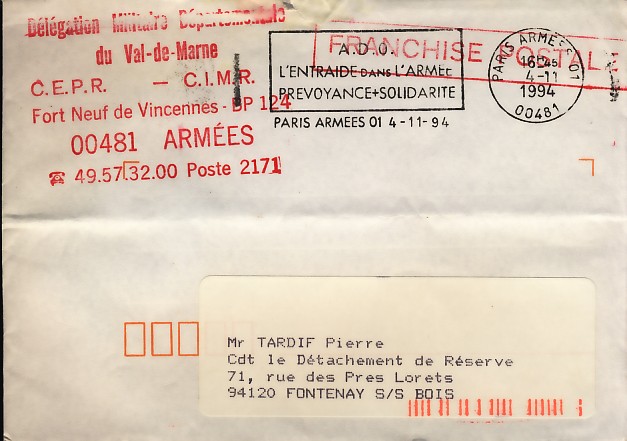 Délégation Militaire Départementale
du Val-de-Marne
C.E.P.R. — C.I.M.R.
Fort Neuf de Vincennes - BP 124
00481 ARMÉES
☎ 49.57.32.00 Poste 2171
A.D.O.
L'ENTRAIDE DANS L'ARMEE
PREVOYANCE+SOLIDARITE
PARIS ARMEES 01 4-11-94
FRANCHISE POSTALE
PARIS ARMÉES 01
16H45
4-11
1994
00481
Mr TARDIF Pierre
Cdt le Détachement de Réserve
71, rue des Pres Lorets
94120 FONTENAY S/S BOIS